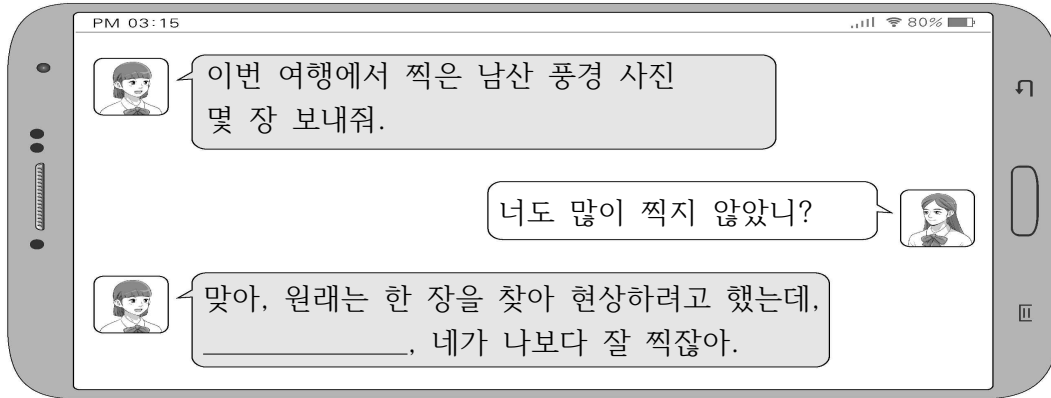 PM 03:15 80%
이번 여행에서 찍은 남산 풍경 사진
몇 장 보내줘.
너도 많이 찍지 않았니?
맞아, 원래는 한 장을 찾아 현상하려고 했는데,
____________, 네가 나보다 잘 찍잖아.